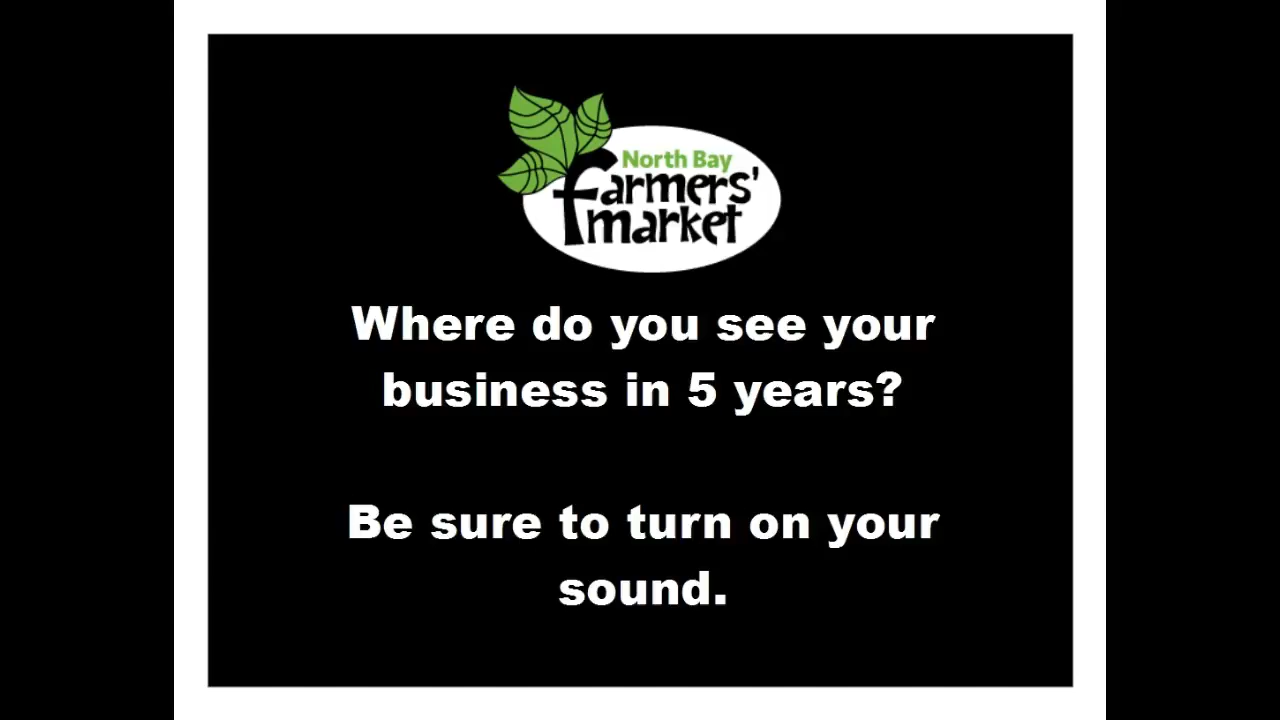 North Bay
farmers'
market
Where do you see your
business in 5 years?
Be sure to turn on your
sound.